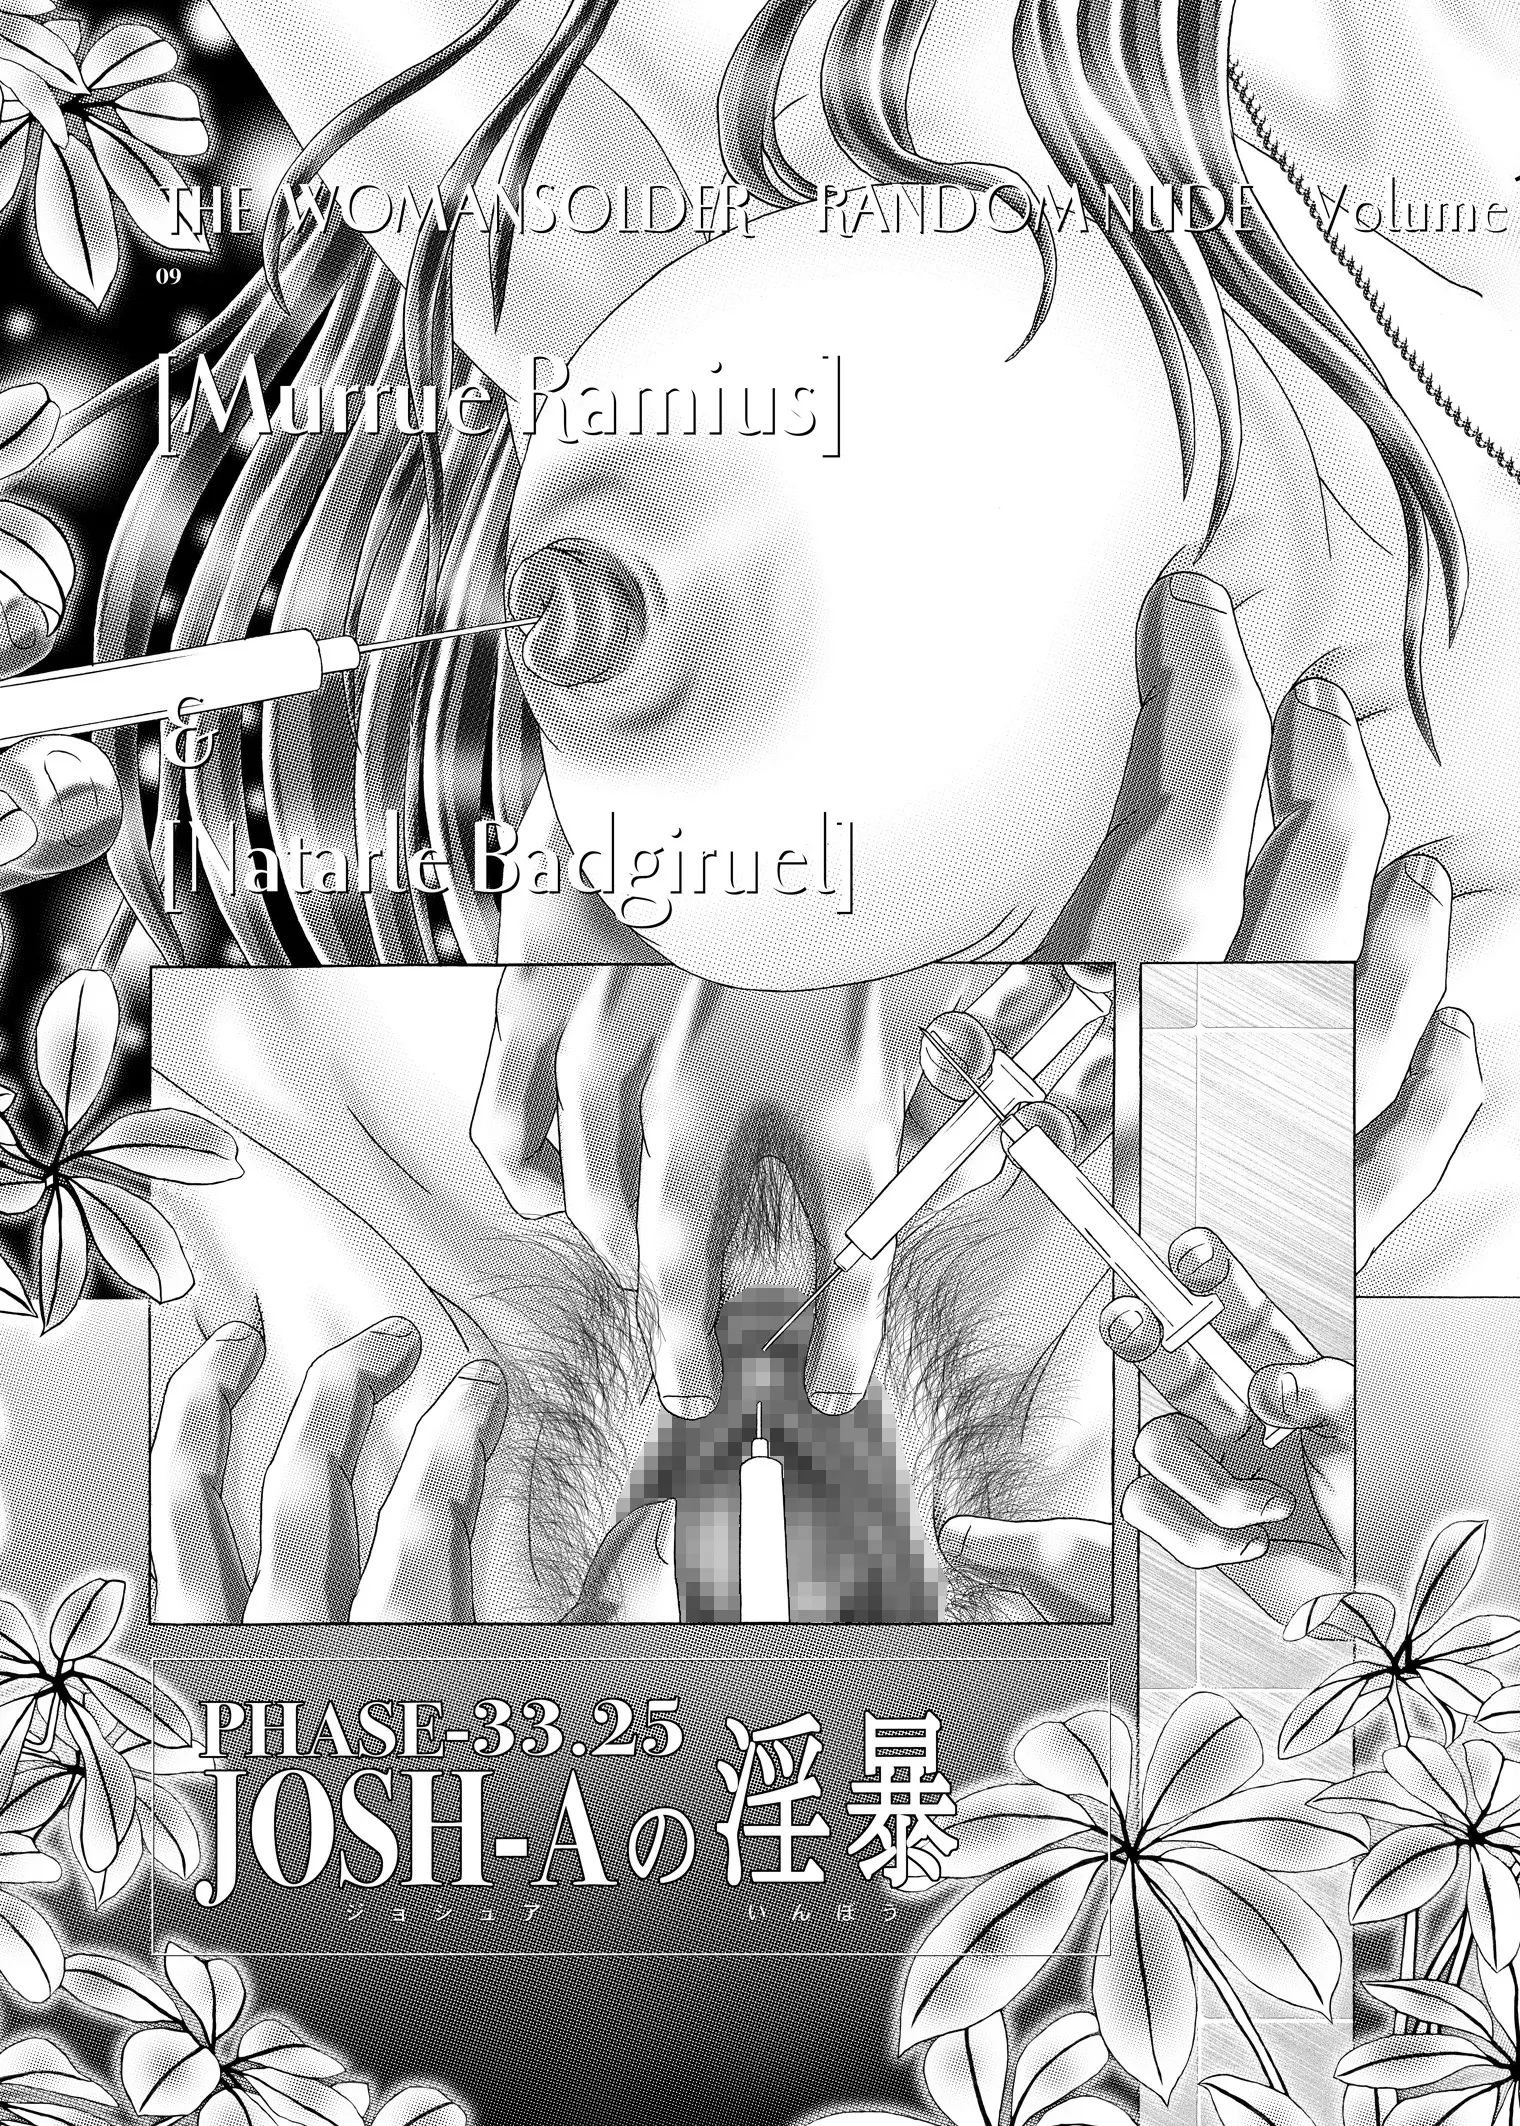 THE WOMANSOLDER RANDOM NUDE Volume
09
[Murrue Ramius]
&
[Natarle Badgiruel]
PHASE-33.25
JOSH-Aの淫暴
ジョシュア いんぼう